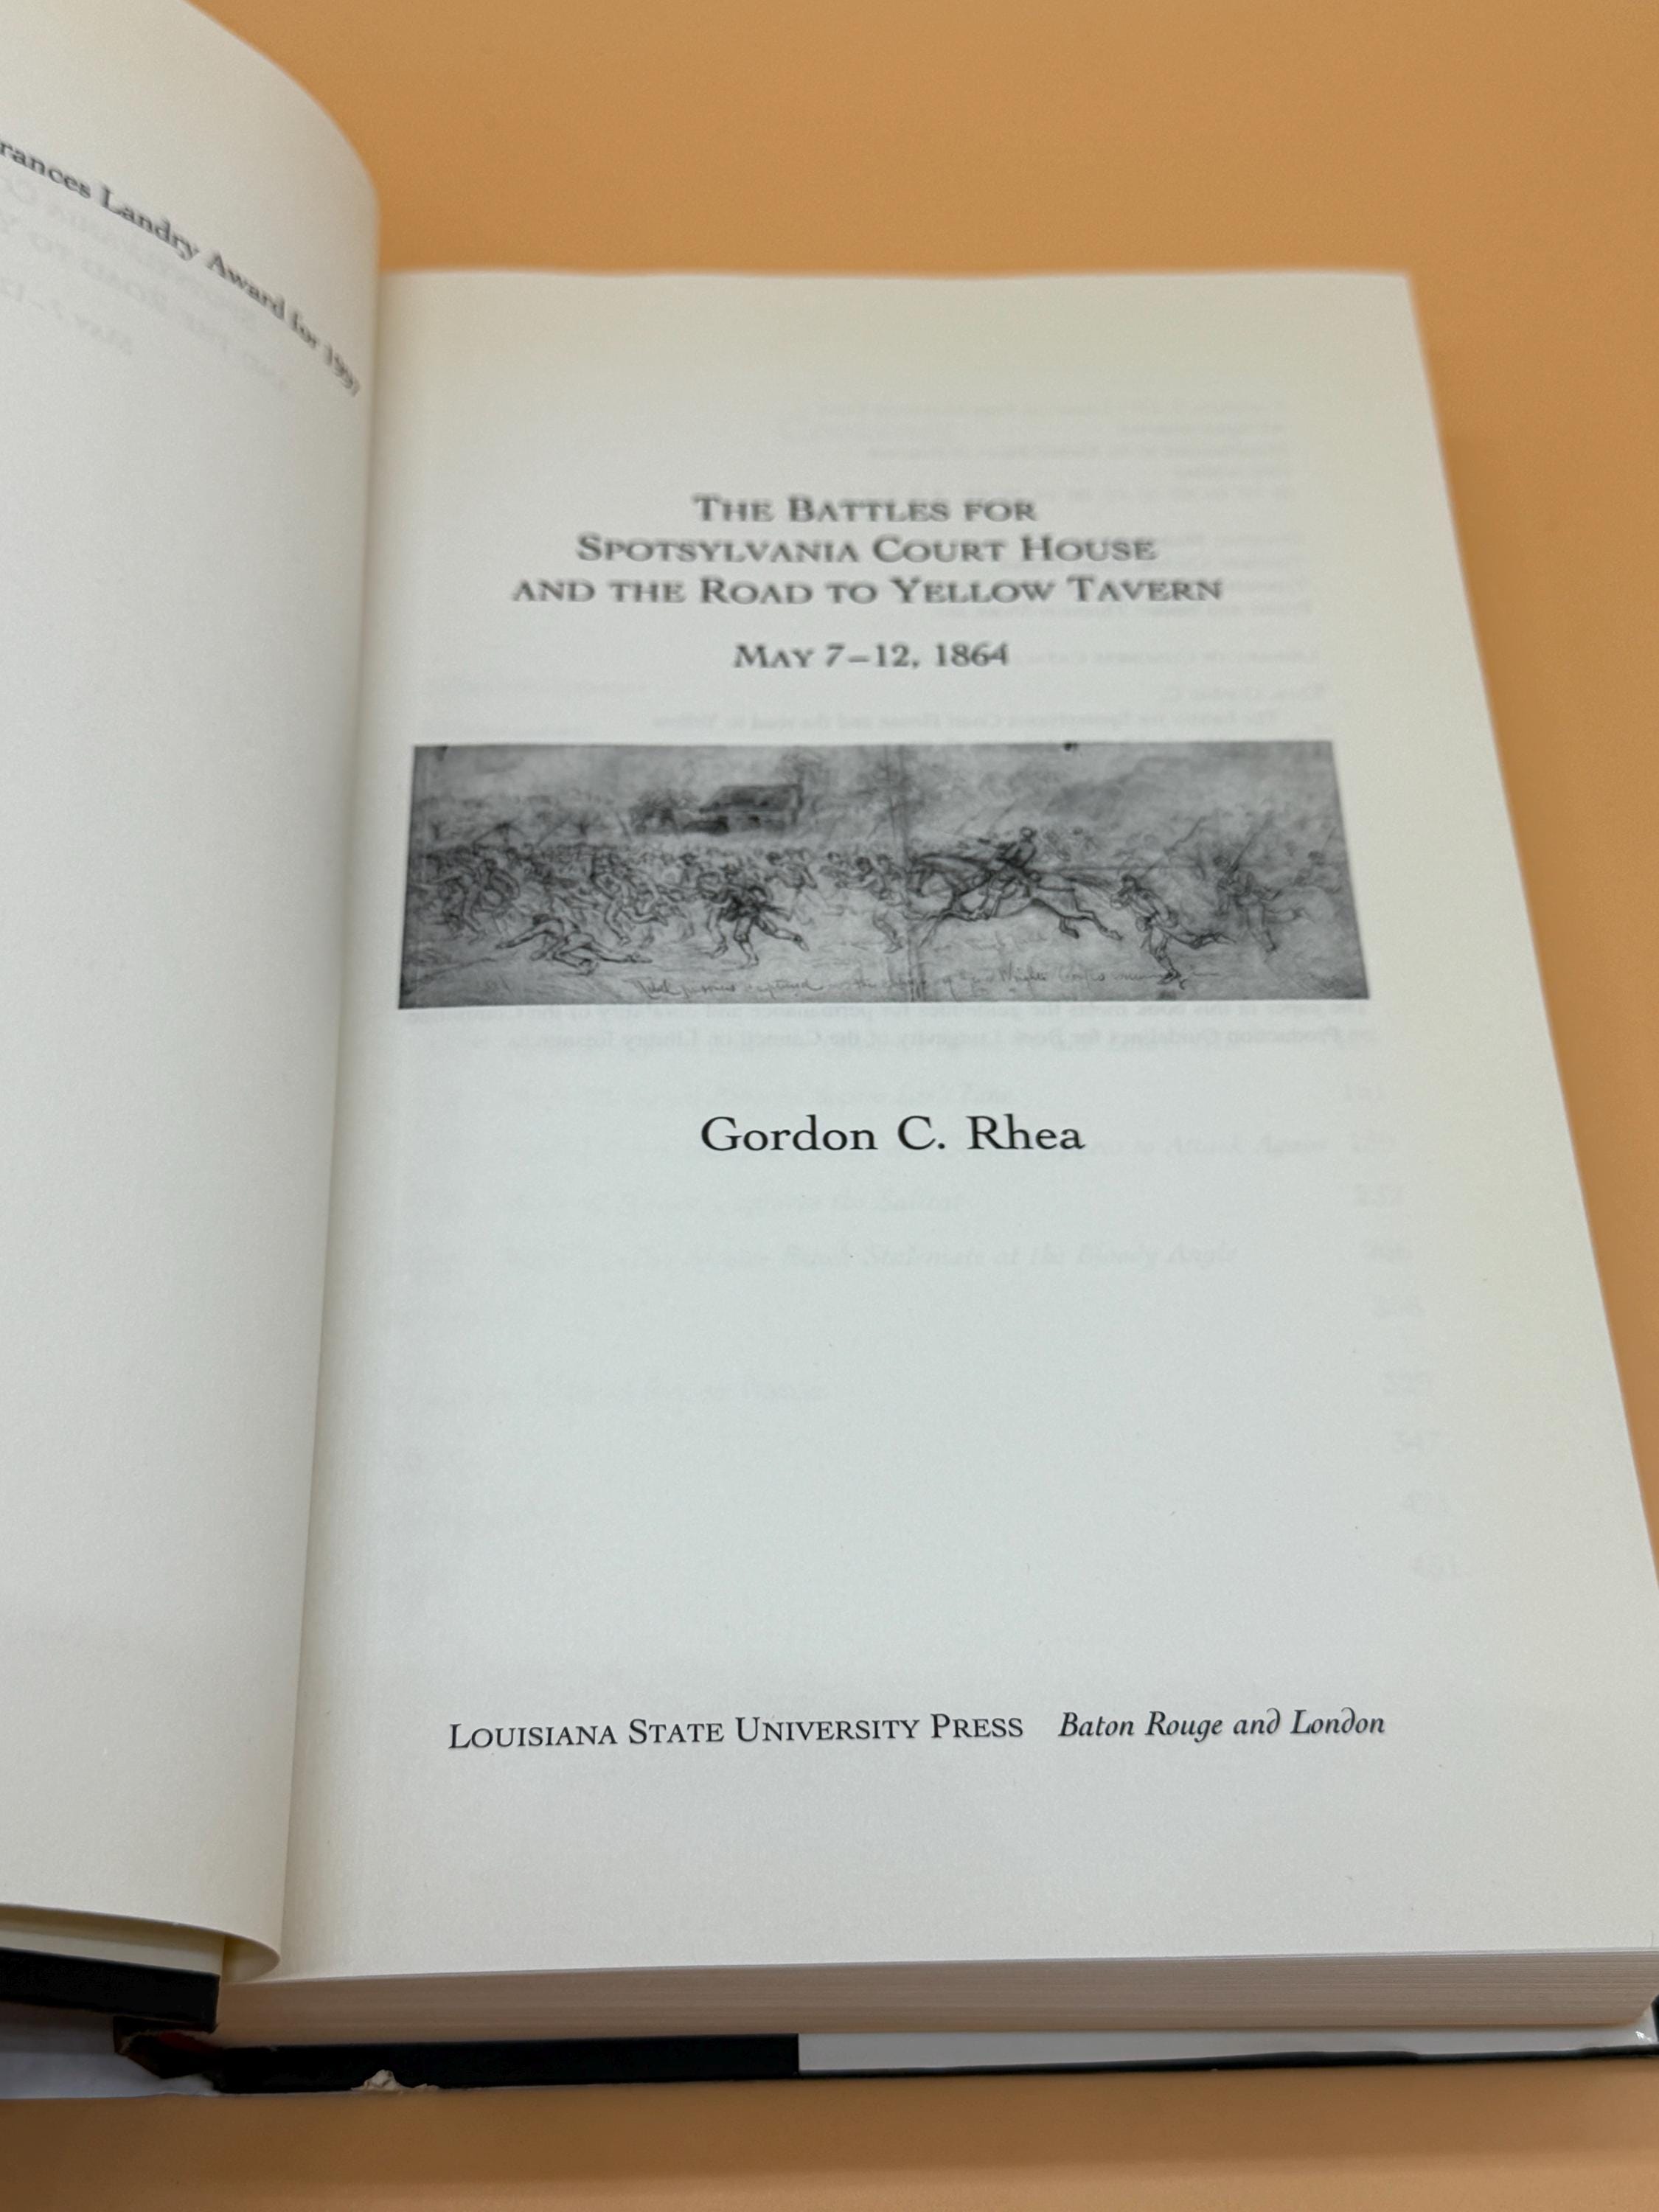 rances Landry Award for 1997
THE BATTLES FOR
SPOTSYLVANIA COURT HOUSE
AND THE ROAD TO YELLOW TAVERN
MAY 7–12, 1864
Gordon C. Rhea
LOUISIANA STATE UNIVERSITY PRESS Baton Rouge and London